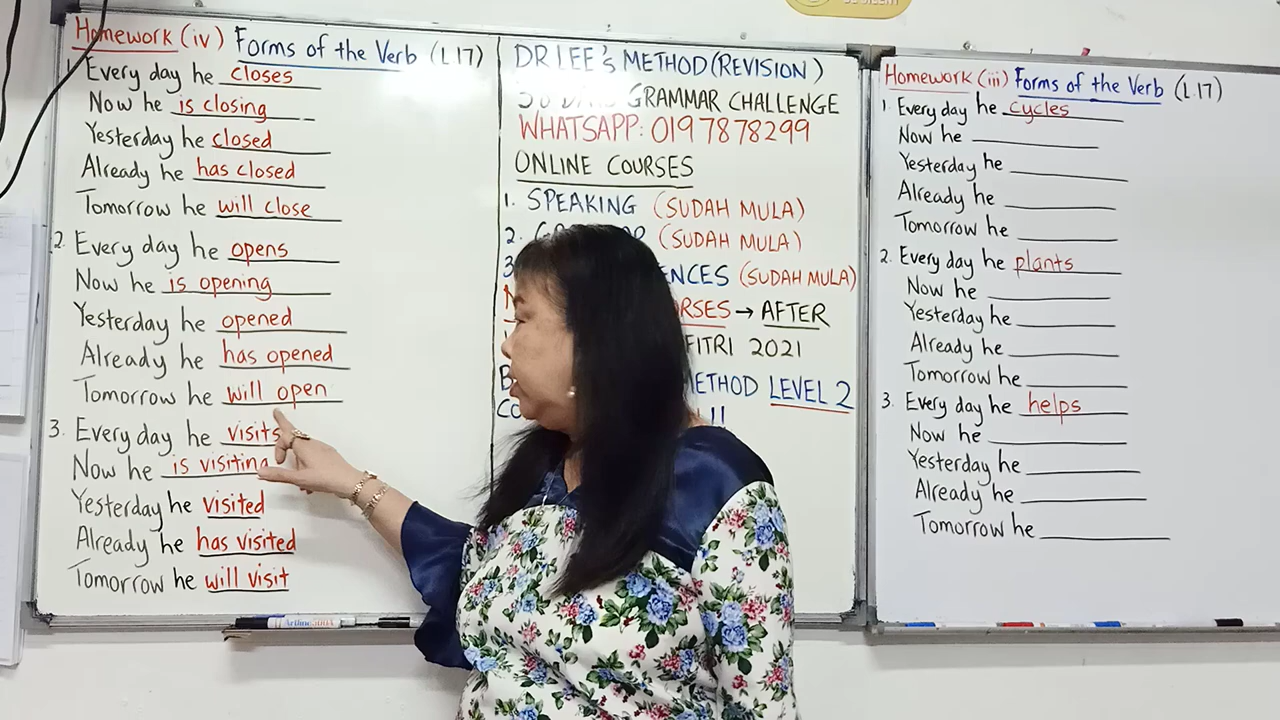 BE SILENT
Homework (iv) Forms of the Verb (L17)
1. Every day he closes
Now he is closing
Yesterday he closed
Already he has closed
Tomorrow he will close
2. Every day he opens
Now he is opening
Yesterday he opened
Already he has opened
Tomorrow he will open
3. Every day he visits
Now he is visiting
Yesterday he visited
Already he has visited
Tomorrow he will visit
DR LEE's METHOD (REVISION)
GRAMMAR CHALLENGE
WHATSAPP: 0197878299
ONLINE COURSES
1. SPEAKING (SUDAH MULA)
2. (SUDAH MULA)
3 (SUDAH MULA)
→ AFTER
FITRI 2021
LEVEL 2
Homework (iii) Forms of the Verb (L17)
1. Every day he cycles
Now he
Yesterday he
Already he
Tomorrow he
2. Every day he plants
Now he
Yesterday he
Already he
Tomorrow he
3. Every day he helps
Now he
Yesterday he
Already he
Tomorrow he
Artline 500A